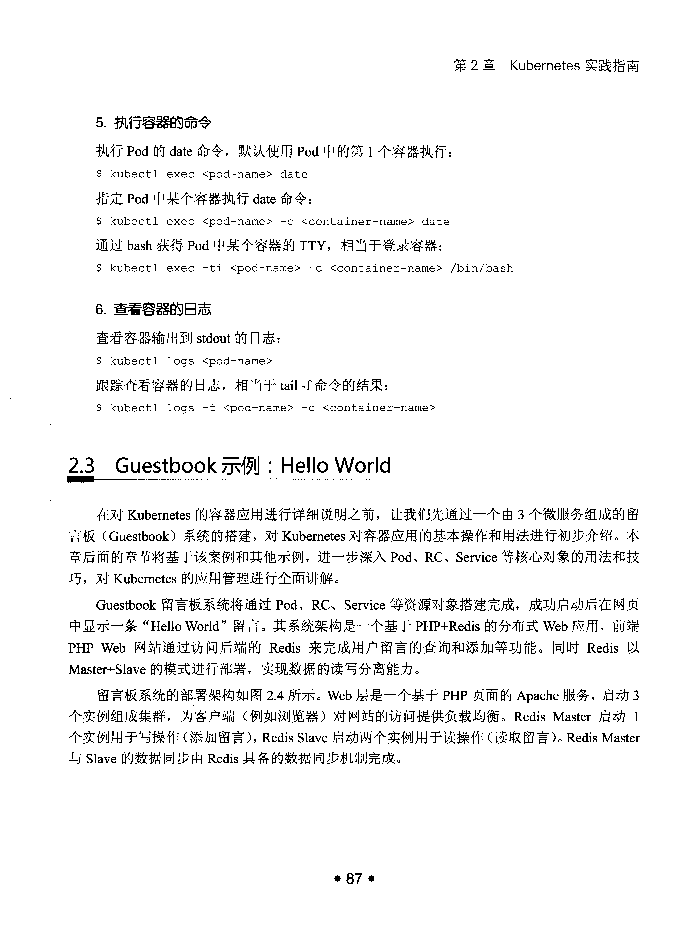 第 2 章 Kubernetes 实践指南
5. 执行容器的命令
执行 Pod 的 date 命令，默认使用 Pod 中的第 1 个容器执行：
$ kubectl exec <pod-name> date
指定 Pod 中某个容器执行 date 命令：
$ kubectl exec <pod-name> -c <container-name> date
通过 bash 获得 Pod 中某个容器的 TTY，相当于登录容器：
$ kubectl exec -ti <pod-name> -c <container-name> /bin/bash
6. 查看容器的日志
查看容器输出到 stdout 的日志：
$ kubectl logs <pod-name>
跟踪查看容器的日志，相当于 tail -f 命令的结果：
$ kubectl logs -f <pod-name> -c <container-name>
2.3 Guestbook 示例：Hello World
在对 Kubernetes 的容器应用进行详细说明之前，让我们先通过一个由 3 个微服务组成的留
言板（Guestbook）系统的搭建，对 Kubernetes 对容器应用的基本操作和用法进行初步介绍。本
章后面的章节将基于该案例和其他示例，进一步深入 Pod、RC、Service 等核心对象的用法和技
巧，对 Kubernetes 的应用管理进行全面讲解。
Guestbook 留言板系统将通过 Pod、RC、Service 等资源对象搭建完成，成功启动后在网页
中显示一条“Hello World”留言。其系统架构是一个基于 PHP+Redis 的分布式 Web 应用，前端
PHP Web 网站通过访问后端的 Redis 来完成用户留言的查询和添加等功能。同时 Redis 以
Master+Slave 的模式进行部署，实现数据的读写分离能力。
留言板系统的部署架构如图 2.4 所示。Web 层是一个基于 PHP 页面的 Apache 服务，启动 3
个实例组成集群，为客户端（例如浏览器）对网站的访问提供负载均衡。Redis Master 启动 1
个实例用于写操作（添加留言），Redis Slave 启动两个实例用于读操作（读取留言）。Redis Master
与 Slave 的数据同步由 Redis 具备的数据同步机制完成。
• 87 •